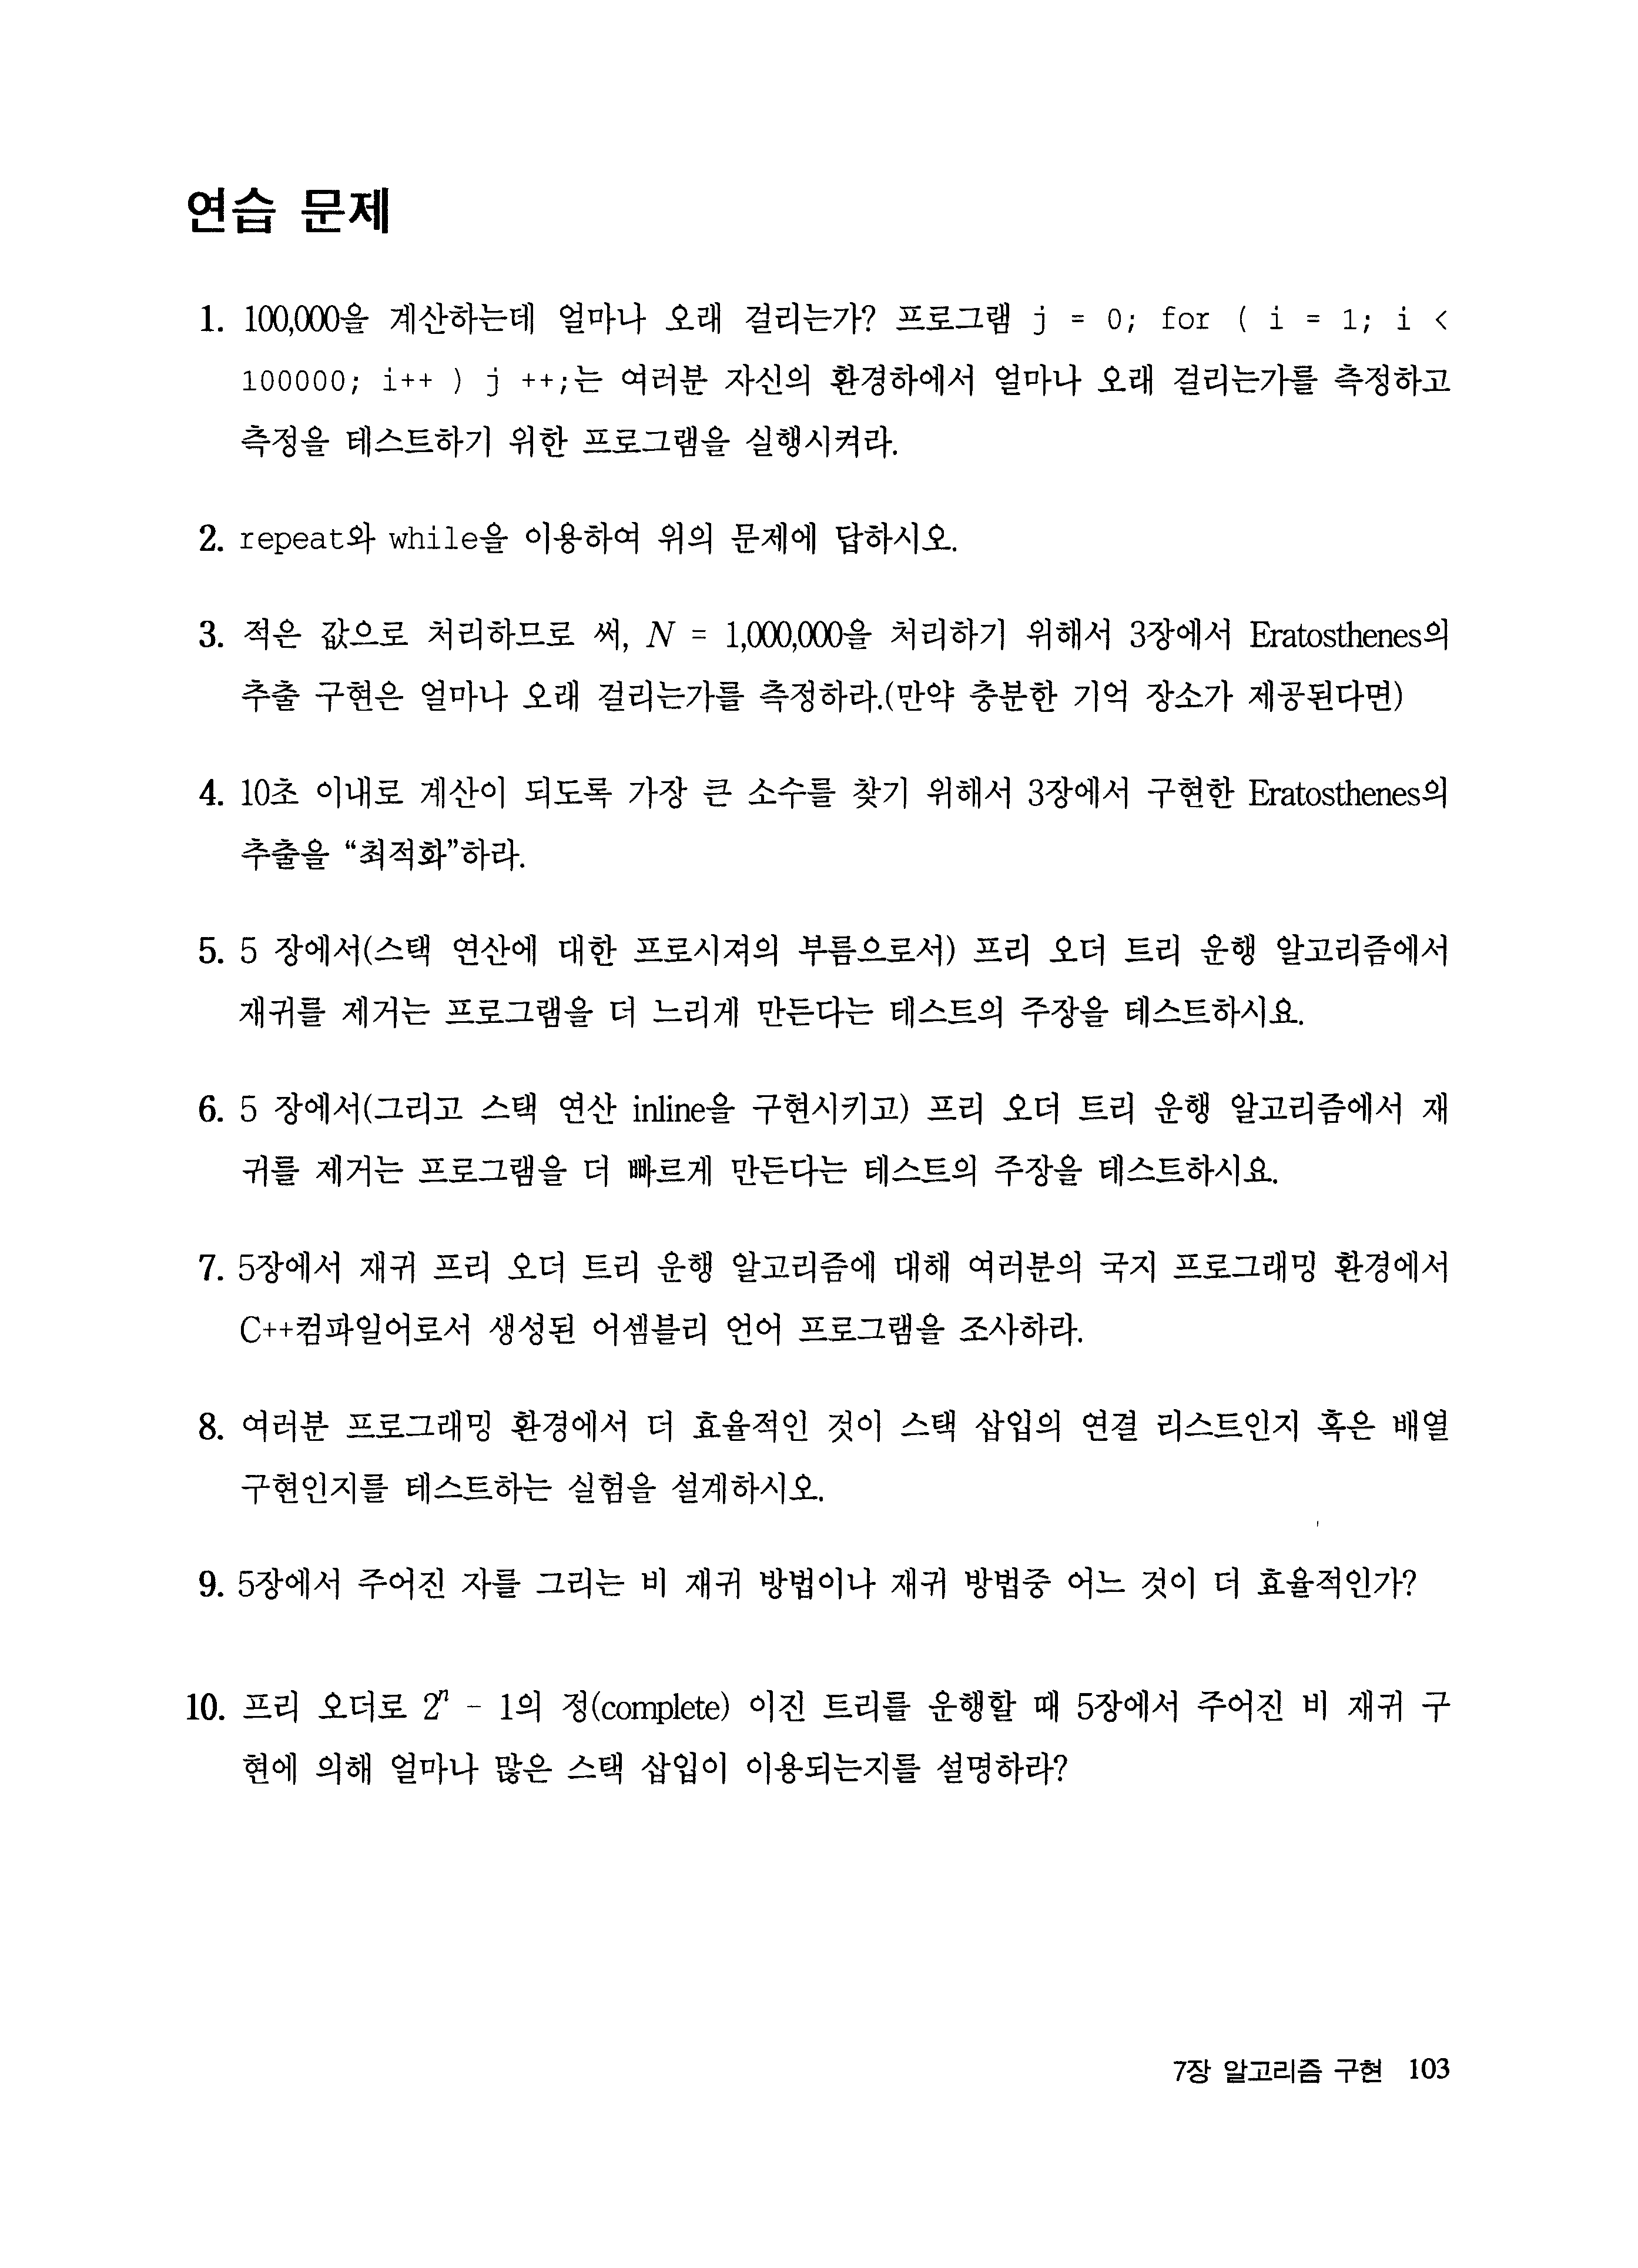 연습 문제
1. 100,000을 계산하는데 얼마나 오래 걸리는가? 프로그램 j = 0; for ( i = 1; i <
100000; i++ ) j ++;는 여러분 자신의 환경하에서 얼마나 오래 걸리는가를 측정하고
측정을 테스트하기 위한 프로그램을 실행시켜라.
2. repeat와 while을 이용하여 위의 문제에 답하시오.
3. 적은 값으로 처리하므로 써, N = 1,000,000을 처리하기 위해서 3장에서 Eratosthenes의
추출 구현은 얼마나 오래 걸리는가를 측정하라.(만약 충분한 기억 장소가 제공된다면)
4. 10초 이내로 계산이 되도록 가장 큰 소수를 찾기 위해서 3장에서 구현한 Eratosthenes의
추출을 “최적화”하라.
5. 5 장에서(스택 연산에 대한 프로시져의 부름으로서) 프리 오더 트리 운행 알고리즘에서
재귀를 제거는 프로그램을 더 느리게 만든다는 테스트의 주장을 테스트하시요.
6. 5 장에서(그리고 스택 연산 inline을 구현시키고) 프리 오더 트리 운행 알고리즘에서 재
귀를 제거는 프로그램을 더 빠르게 만든다는 테스트의 주장을 테스트하시요.
7. 5장에서 재귀 프리 오더 트리 운행 알고리즘에 대해 여러분의 국지 프로그래밍 환경에서
C++컴파일어로서 생성된 어셈블리 언어 프로그램을 조사하라.
8. 여러분 프로그래밍 환경에서 더 효율적인 것이 스택 삽입의 연결 리스트인지 혹은 배열
구현인지를 테스트하는 실험을 설계하시오.
9. 5장에서 주어진 자를 그리는 비 재귀 방법이나 재귀 방법중 어느 것이 더 효율적인가?
10. 프리 오더로 2ⁿ - 1의 정(complete) 이진 트리를 운행할 때 5장에서 주어진 비 재귀 구
현에 의해 얼마나 많은 스택 삽입이 이용되는지를 설명하라?
7장 알고리즘 구현 103